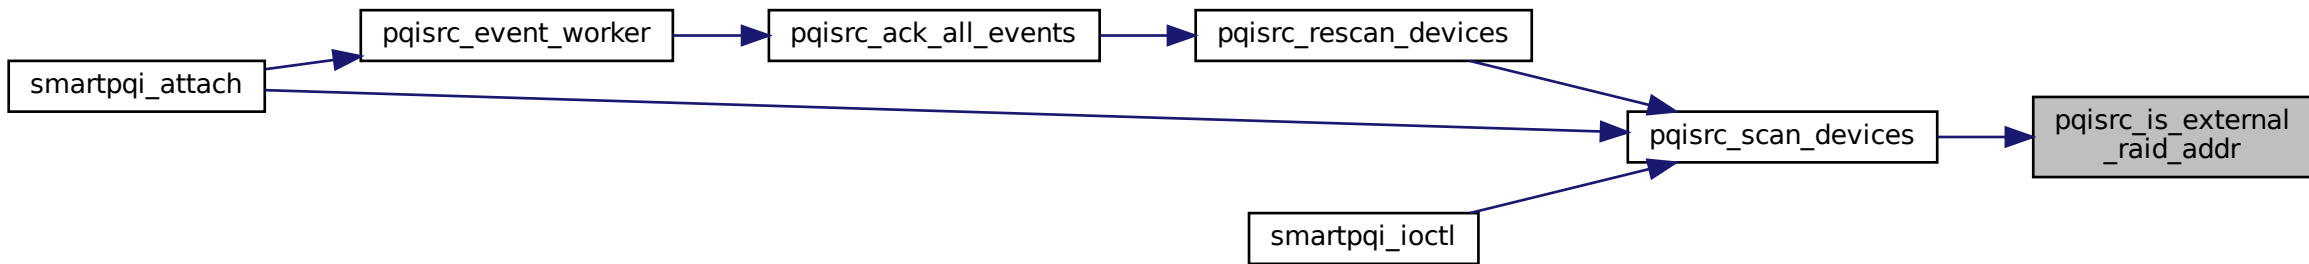 smartpqi_attach
pqisrc_event_worker
pqisrc_ack_all_events
pqisrc_rescan_devices
pqisrc_scan_devices
smartpqi_ioctl
pqisrc_is_external
_raid_addr